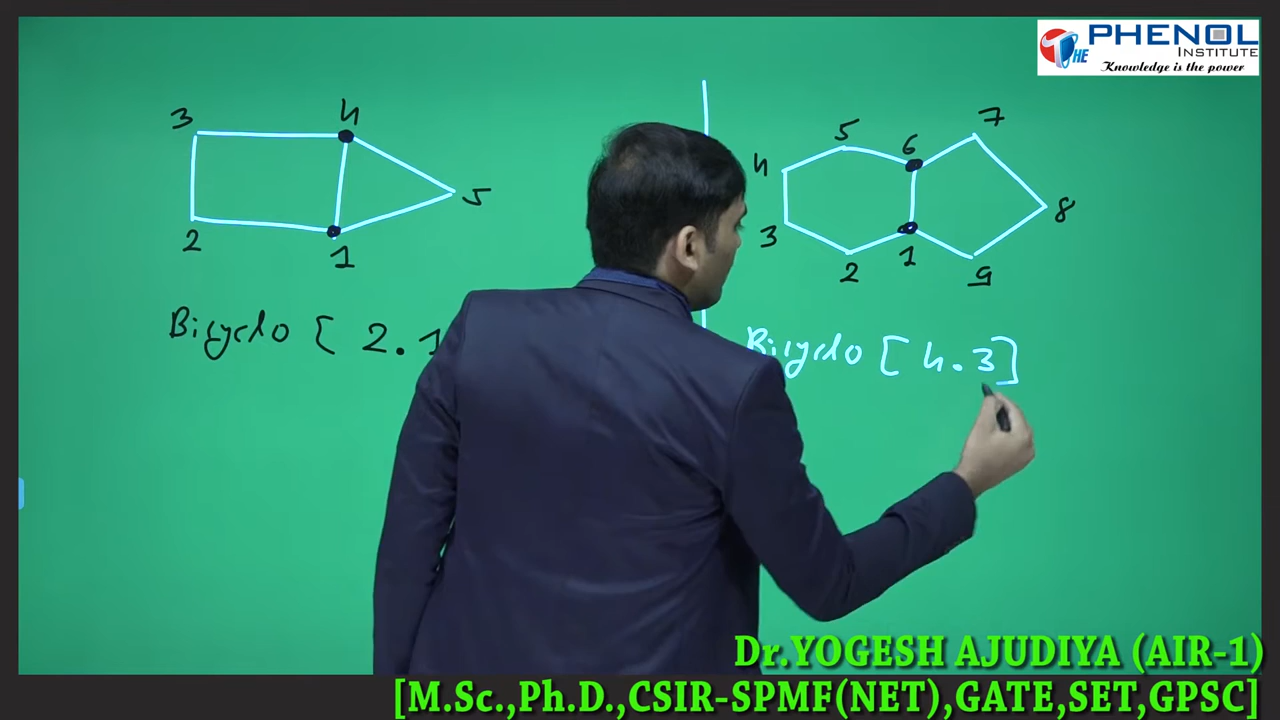 PHENOL
INSTITUTE
THE
Knowledge is the power
3 4
5
2 1
Bicyclo [ 2.1
5 6 7
4
8
3
2 1 9
Bicyclo [ 4.3]
Dr.YOGESH AJUDIYA (AIR-1)
[M.Sc.,Ph.D.,CSIR-SPMF(NET),GATE,SET,GPSC]